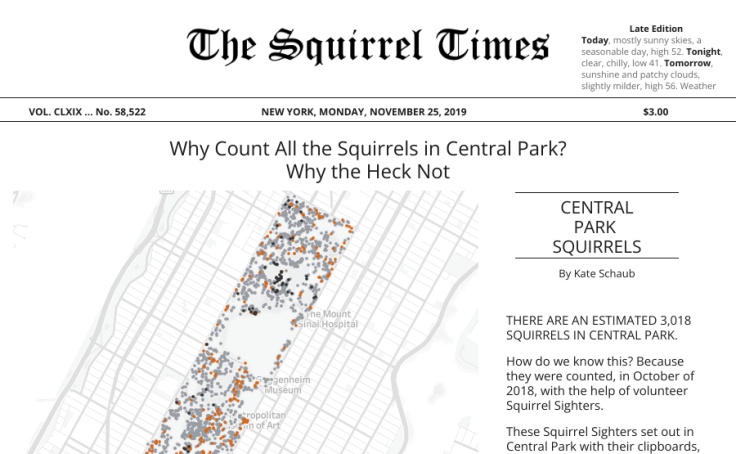 The Squirrel Times
Late Edition
Today, mostly sunny skies, a
seasonable day, high 52. Tonight,
clear, chilly, low 41. Tomorrow,
sunshine and patchy clouds,
slightly milder, high 56. Weather
VOL. CLXIX ... No. 58,522
NEW YORK, MONDAY, NOVEMBER 25, 2019
$3.00
Why Count All the Squirrels in Central Park?
Why the Heck Not
CENTRAL
PARK
SQUIRRELS
By Kate Schaub
THERE ARE AN ESTIMATED 3,018
SQUIRRELS IN CENTRAL PARK.
How do we know this? Because
they were counted, in October of
2018, with the help of volunteer
Squirrel Sighters.
These Squirrel Sighters set out in
Central Park with their clipboards,
Mount
Sinai Hospital
Museum
of Art